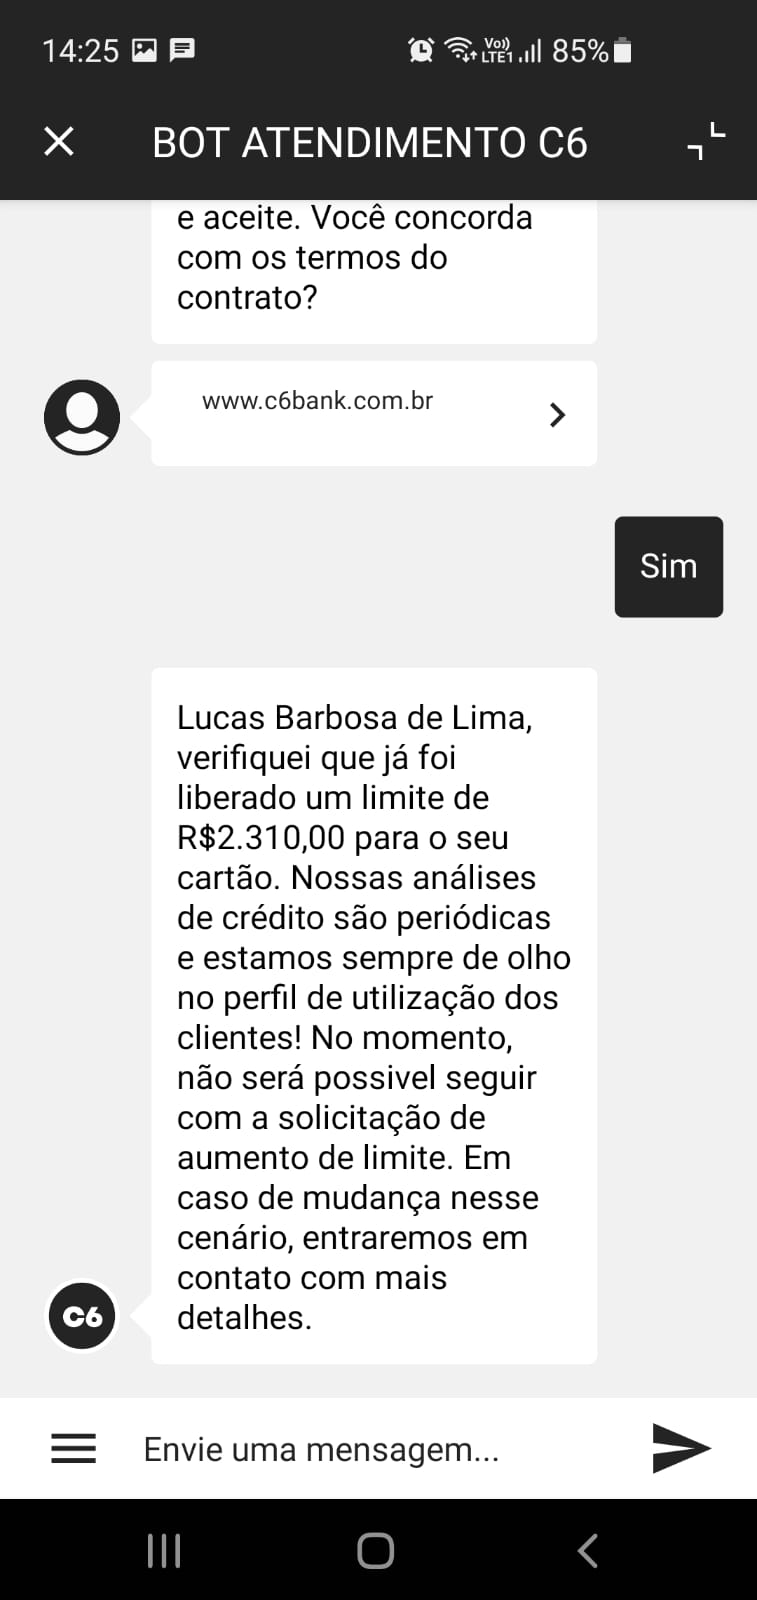 14:25
Vo)) LTE1 85%
BOT ATENDIMENTO C6
e aceite. Você concorda
com os termos do
contrato?
www.c6bank.com.br
Sim
Lucas Barbosa de Lima,
verifiquei que já foi
liberado um limite de
R$2.310,00 para o seu
cartão. Nossas análises
de crédito são periódicas
e estamos sempre de olho
no perfil de utilização dos
clientes! No momento,
não será possivel seguir
com a solicitação de
aumento de limite. Em
caso de mudança nesse
cenário, entraremos em
contato com mais
detalhes.
C6
Envie uma mensagem...